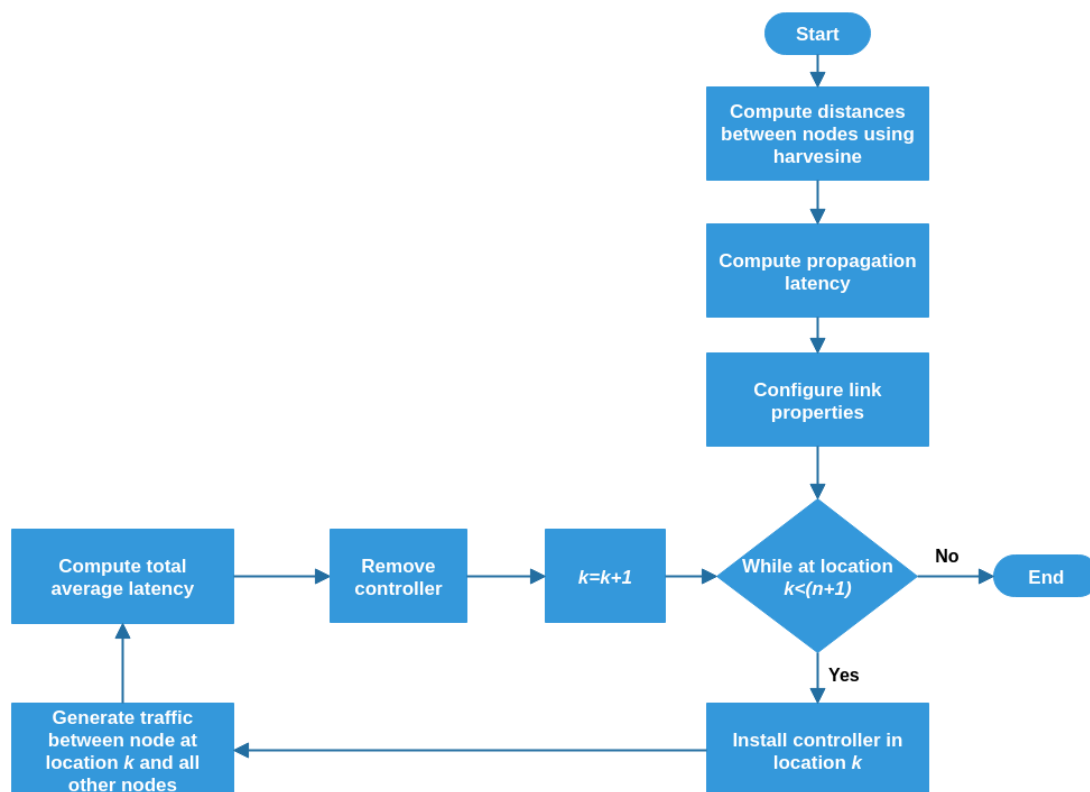 Start
Compute distances
between nodes using
harvesine
Compute propagation
latency
Configure link
properties
While at location
k<(n+1)
No
End
Yes
Install controller in
location k
Generate traffic
between node at
location k and all
other nodes
Compute total
average latency
Remove
controller
k=k+1